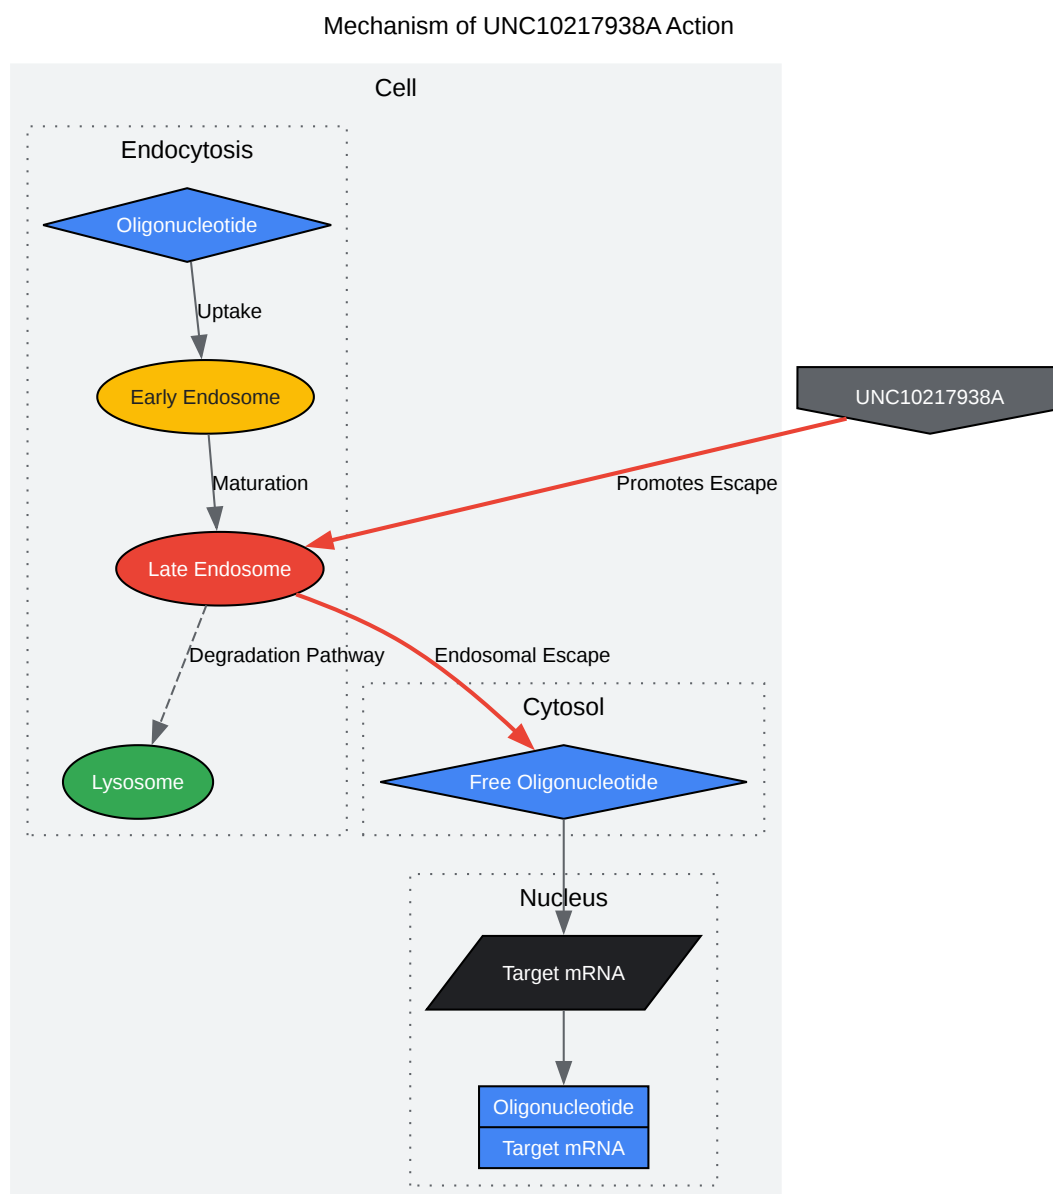 Mechanism of UNC10217938A Action
Cell
Endocytosis
Oligonucleotide
Uptake
Early Endosome
UNC10217938A
Maturation
Promotes Escape
Late Endosome
Degradation Pathway
Endosomal Escape
Cytosol
Lysosome
Free Oligonucleotide
Nucleus
Target mRNA
Oligonucleotide
Target mRNA